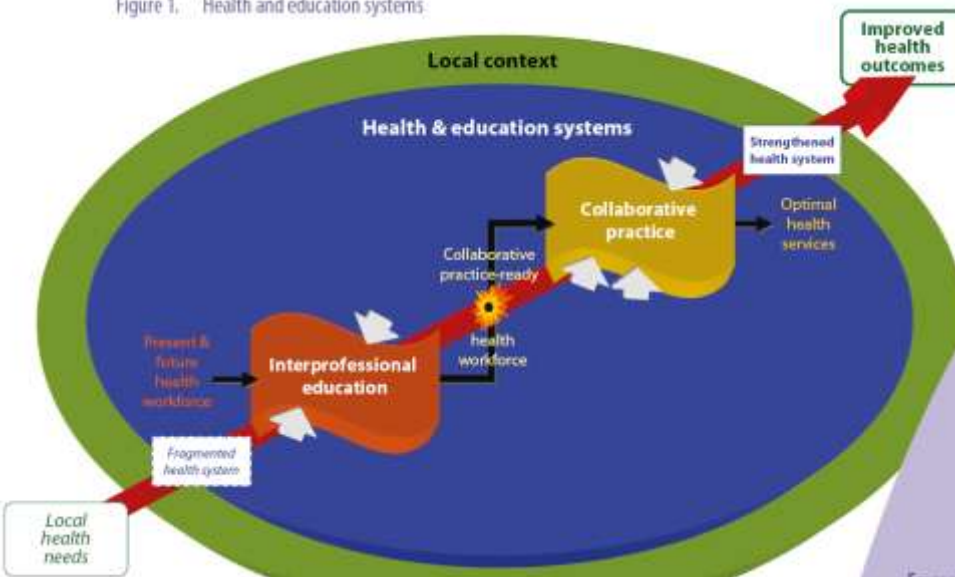 Figure 1. Health and education systems
Improved
health
outcomes
Local context
Health & education systems
Strengthened
health system
Collaborative
practice
Optimal
health
services
Collaborative
practice-ready
health
workforce
Present &
future
health
workforce
Interprofessional
education
Fragmented
health system
Local
health
needs